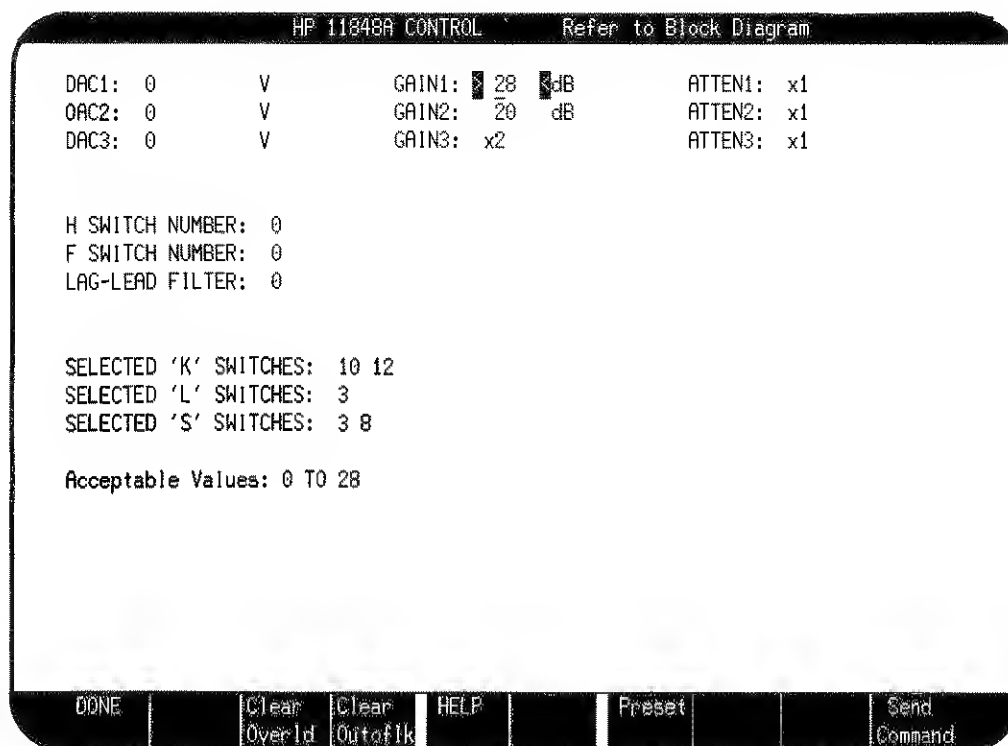 HP 11848A CONTROL Refer to Block Diagram
DAC1: 0 V GAIN1: > 28 <dB ATTEN1: x1
DAC2: 0 V GAIN2: 20 dB ATTEN2: x1
DAC3: 0 V GAIN3: x2 ATTEN3: x1
H SWITCH NUMBER: 0
F SWITCH NUMBER: 0
LAG-LEAD FILTER: 0
SELECTED 'K' SWITCHES: 10 12
SELECTED 'L' SWITCHES: 3
SELECTED 'S' SWITCHES: 3 8
Acceptable Values: 0 TO 28
DONE Clear Clear HELP Preset Send
Overld Outoflk Command